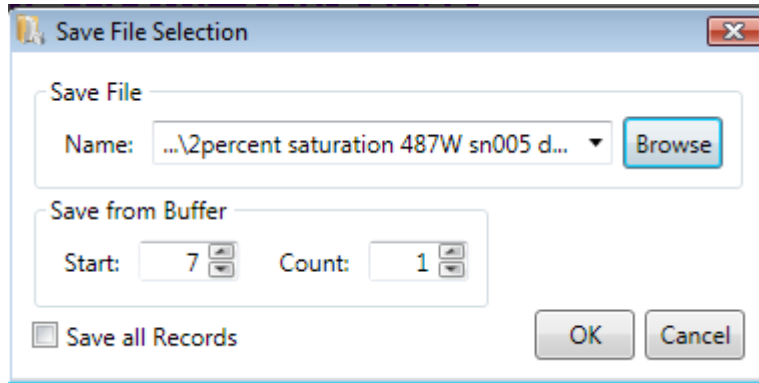 Save File Selection
Save File
Name: ...\2percent saturation 487W sn005 d... Browse
Save from Buffer
Start: 7 Count: 1
Save all Records OK Cancel